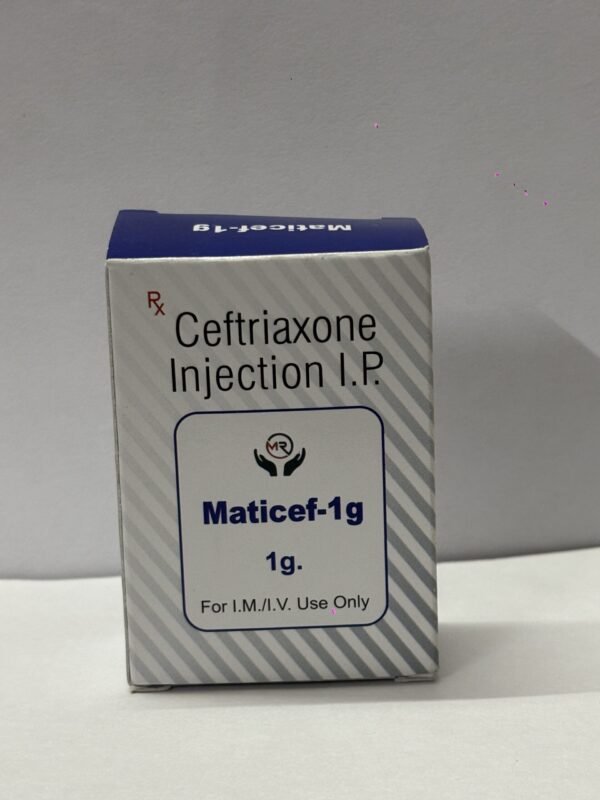 Maticef-1g
Rx
Ceftriaxone
Injection I.P.
MR
Maticef-1g
1g.
For I.M./I.V. Use Only